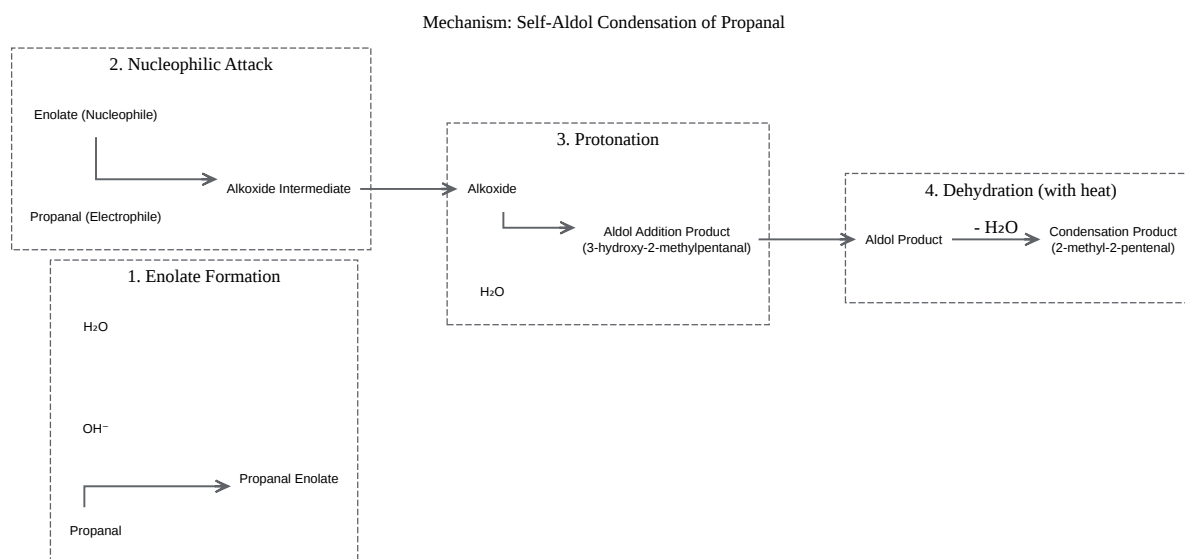 Mechanism: Self-Aldol Condensation of Propanal
2. Nucleophilic Attack
Enolate (Nucleophile)
Alkoxide Intermediate
Propanal (Electrophile)
1. Enolate Formation
H₂O
OH⁻
Propanal Enolate
Propanal
3. Protonation
Alkoxide
Aldol Addition Product
(3-hydroxy-2-methylpentanal)
H₂O
4. Dehydration (with heat)
Aldol Product
- H₂O
Condensation Product
(2-methyl-2-pentenal)